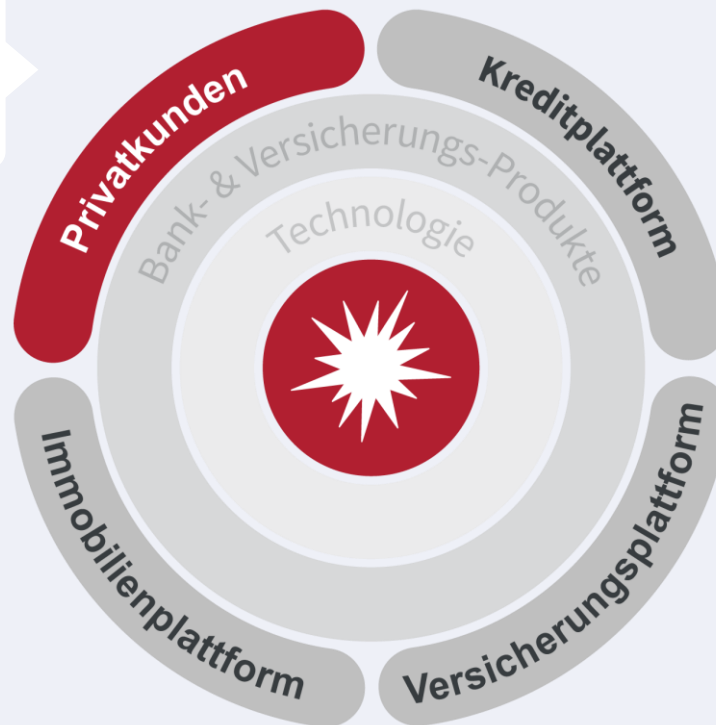 Privatkunden
Kreditplattform
Bank- & Versicherungs-Produkte
Technologie
Immobilienplattform
Versicherungsplattform